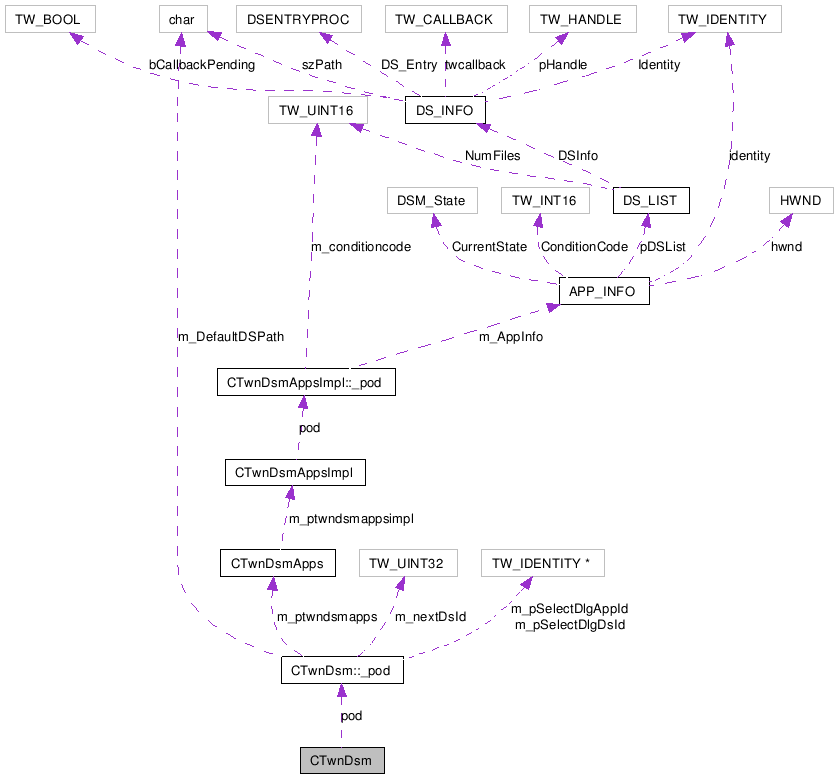 TW_BOOL
char
DSENTRYPROC
TW_CALLBACK
TW_HANDLE
TW_IDENTITY
bCallbackPending
szPath
DS_Entry
twcallback
pHandle
Identity
TW_UINT16
DS_INFO
NumFiles
DSInfo
identity
DSM_State
TW_INT16
DS_LIST
HWND
m_conditioncode
CurrentState
ConditionCode
pDSList
hwnd
APP_INFO
m_DefaultDSPath
m_AppInfo
CTwnDsmAppsImpl::_pod
pod
CTwnDsmAppsImpl
m_ptwndsmappsimpl
CTwnDsmApps
TW_UINT32
TW_IDENTITY *
m_ptwndsmapps
m_nextDsId
m_pSelectDlgAppId
m_pSelectDlgDsId
CTwnDsm::_pod
pod
CTwnDsm